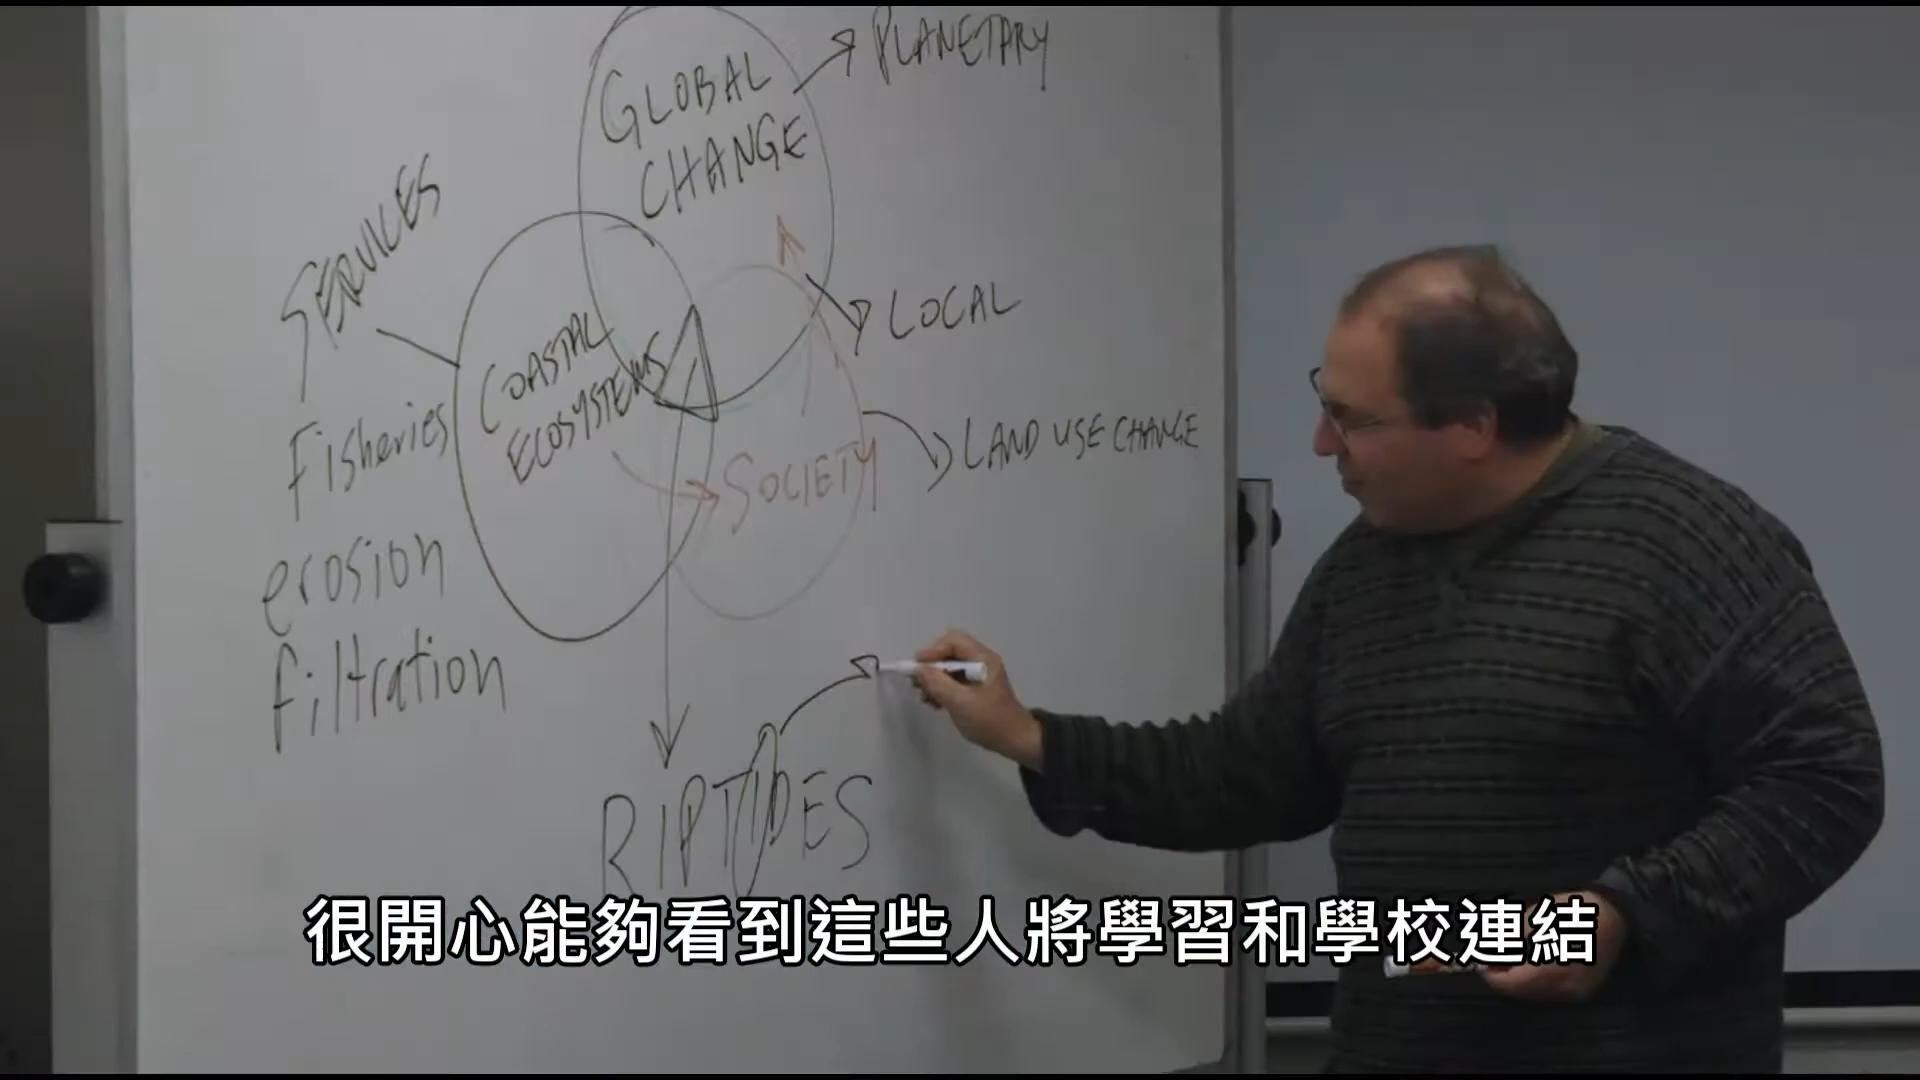 GLOBAL
CHANGE
PLANETARY
SERVICES
COASTAL
ECOSYSTEMS
LOCAL
Fisheries
SOCIETY
LAND USE CHANGE
erosion
filtration
RIPTIDES
很開心能夠看到這些人將學習和學校連結